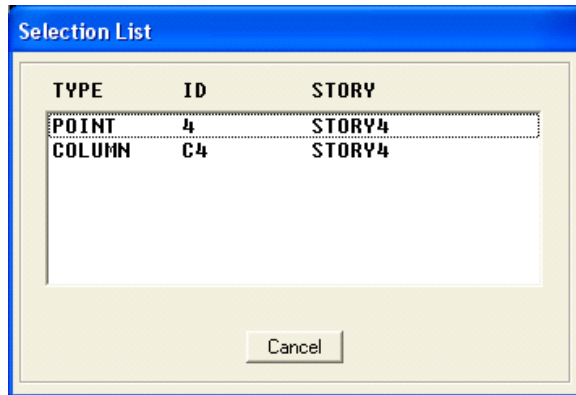 Selection List
TYPE ID STORY
POINT 4 STORY4
COLUMN C4 STORY4
Cancel